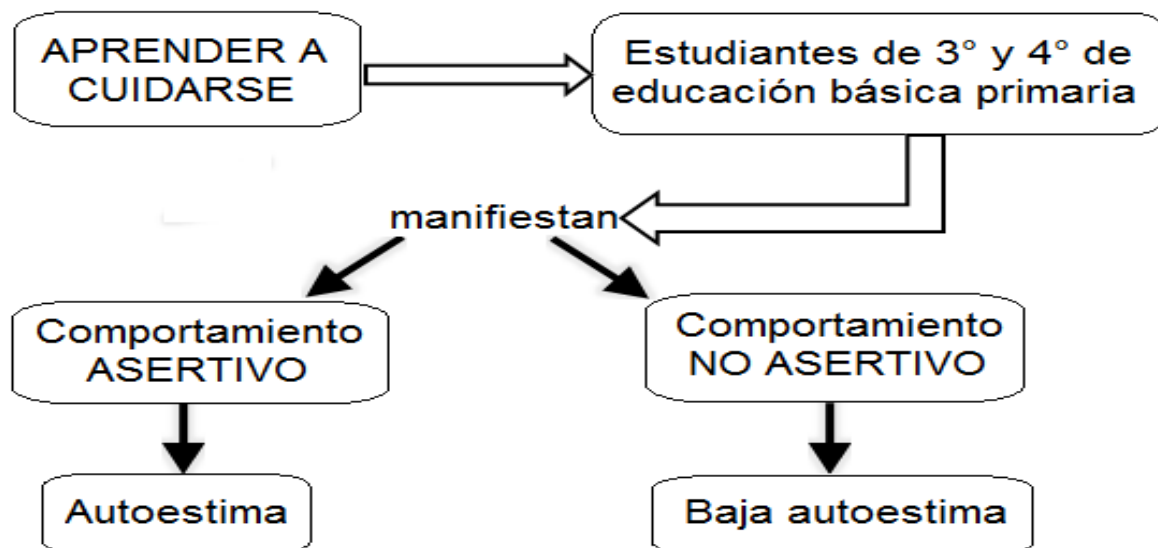 APRENDER A
CUIDARSE
Estudiantes de 3° y 4° de
educación básica primaria
manifiestan
Comportamiento
ASERTIVO
Comportamiento
NO ASERTIVO
Autoestima
Baja autoestima